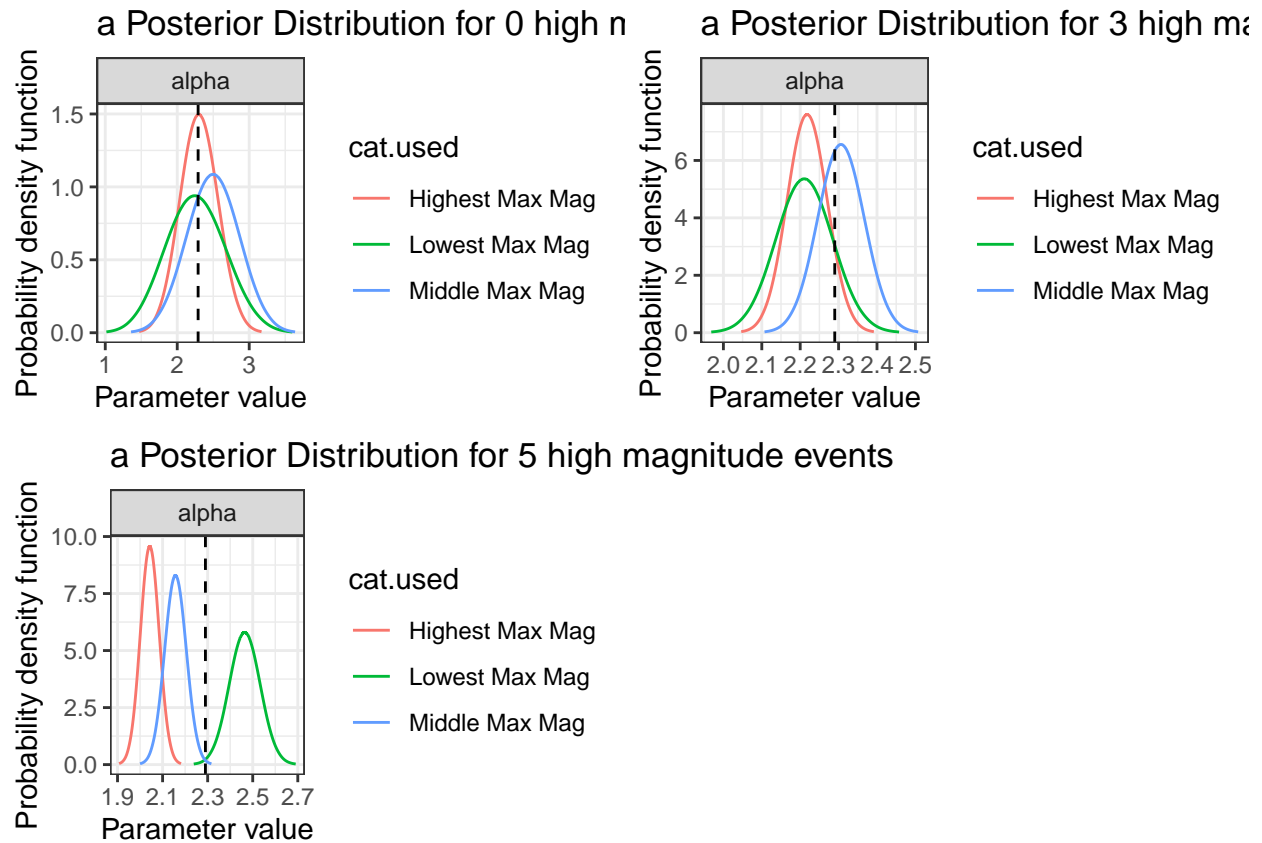 a Posterior Distribution for 0 high
alpha
Probability density function
1.5
1.0
0.5
0.0
1 2 3
Parameter value
cat.used
Highest Max Mag
Lowest Max Mag
Middle Max Mag
a Posterior Distribution for 3 high
alpha
Probability density function
6
4
2
0
2.0 2.1 2.2 2.3 2.4 2.5
Parameter value
cat.used
Highest Max Mag
Lowest Max Mag
Middle Max Mag
a Posterior Distribution for 5 high magnitude events
alpha
Probability density function
10.0
7.5
5.0
2.5
0.0
1.9 2.1 2.3 2.5 2.7
Parameter value
cat.used
Highest Max Mag
Lowest Max Mag
Middle Max Mag